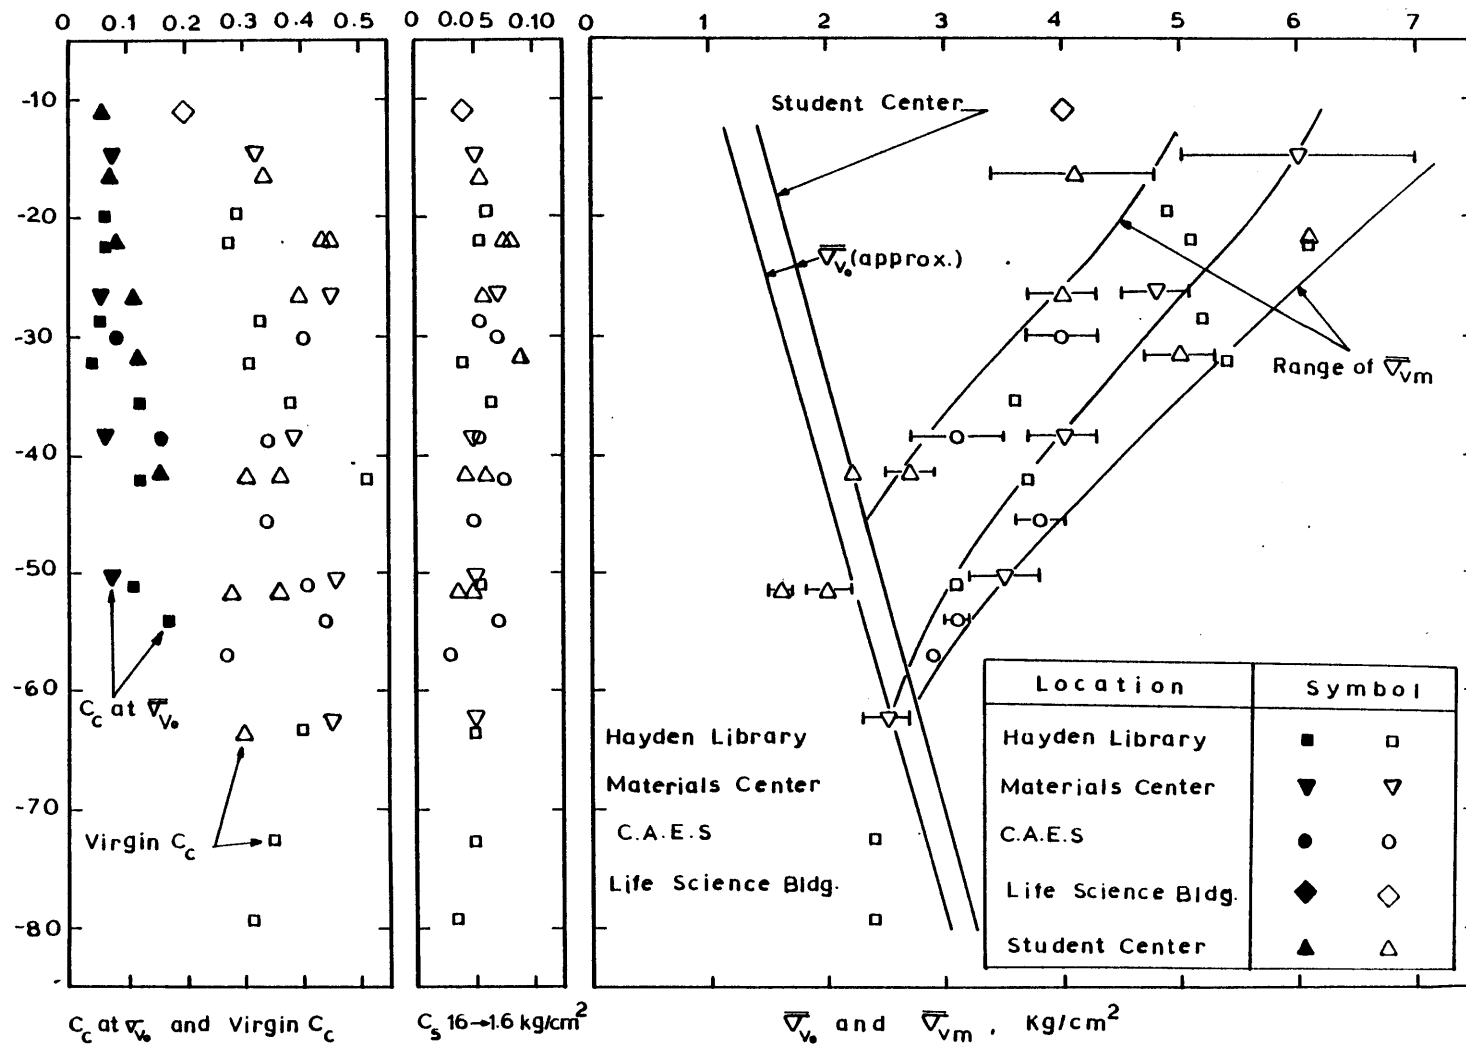 0 0.1 0.2 0.3 0.4 0.5
0 0.05 0.10
0 1 2 3 4 5 6 7
-10
-20
-30
-40
-50
-60
-70
-80
Student Center
σ̄v₀ (approx.)
Range of σ̄vm
Cc at σ̄v₀
Virgin Cc
Hayden Library
Materials Center
C.A.E.S
Life Science Bldg.
Location Symbol
Hayden Library
Materials Center
C.A.E.S
Life Science Bldg.
Student Center
Cc at σ̄v₀ and Virgin Cc
Cs 16→1.6 kg/cm²
σ̄v₀ and σ̄vm, Kg/cm²